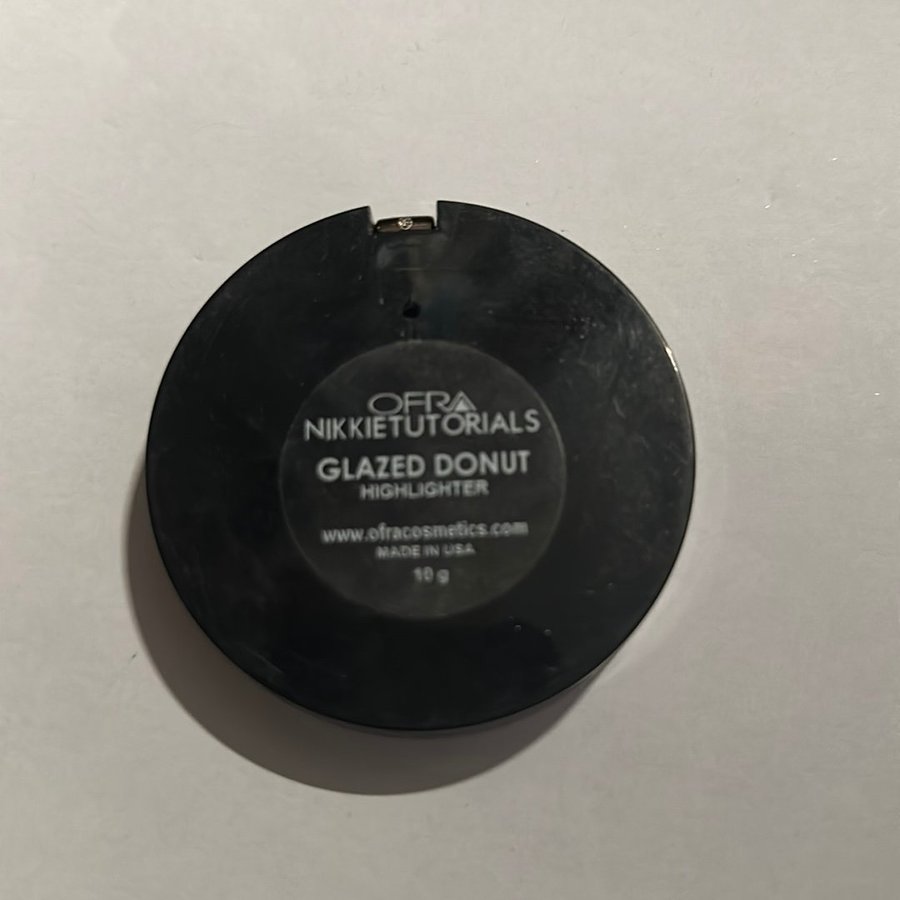 OFRA
NIKKIETUTORIALS
GLAZED DONUT
HIGHLIGHTER
www.ofracosmetics.com
MADE IN USA
10 g